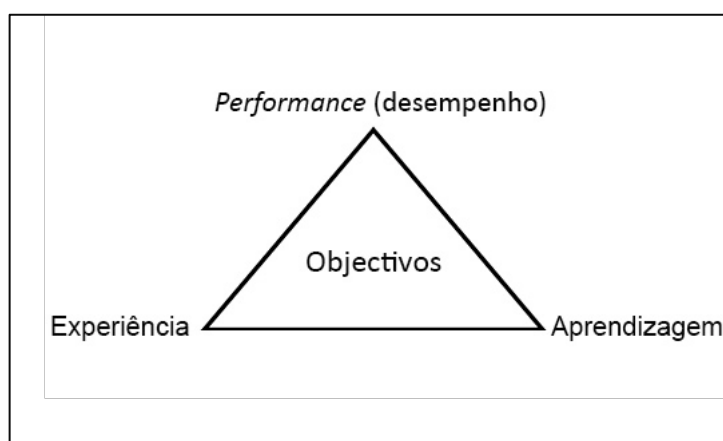 Performance (desempenho)
Objectivos
Experiência
Aprendizagem